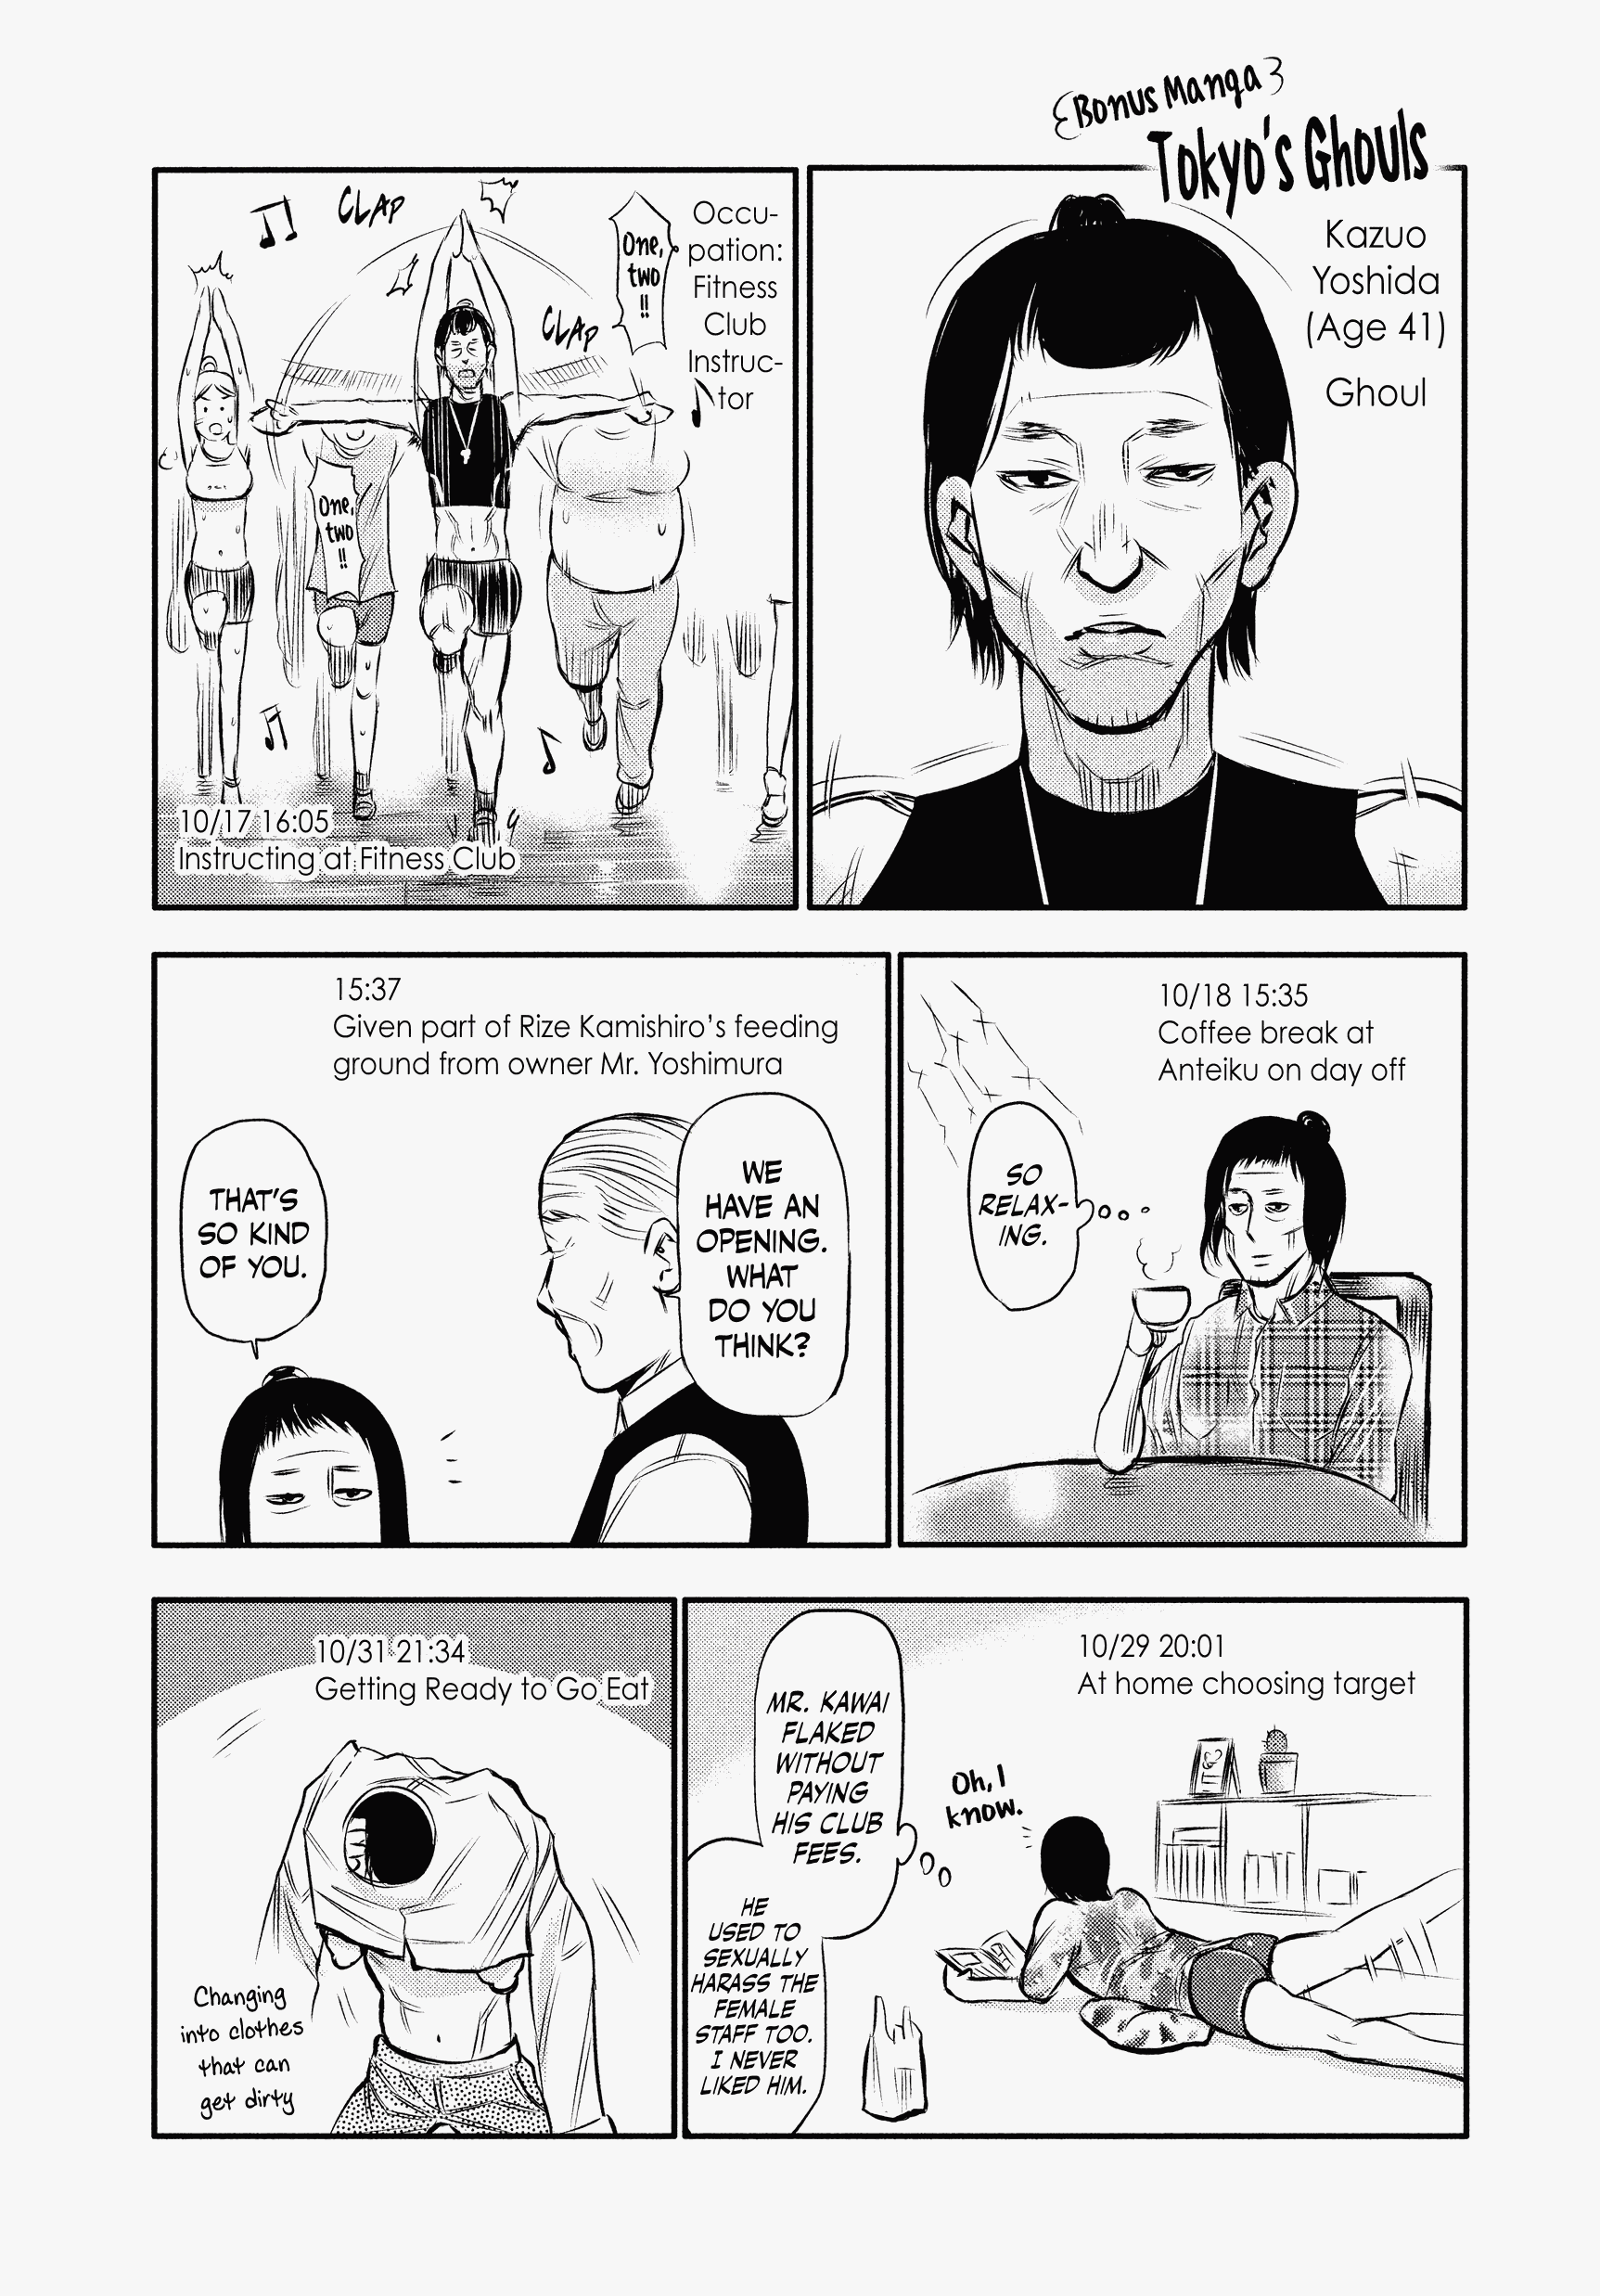 Bonus Manga
Tokyo's Ghouls
Kazuo
Yoshida
(Age 41)
Ghoul
Occu-
pation:
Fitness
Club
Instruc-
tor
One,
two
!!
CLAP
CLAP
One,
two
!!
10/17 16:05
Instructing at Fitness Club
10/18 15:35
Coffee break at
Anteiku on day off
SO
RELAX-
ING.
15:37
Given part of Rize Kamishiro's feeding
ground from owner Mr. Yoshimura
WE
HAVE AN
OPENING.
WHAT
DO YOU
THINK?
THAT'S
SO KIND
OF YOU.
10/29 20:01
At home choosing target
Oh, I
know.
MR. KAWAI
FLAKED
WITHOUT
PAYING
HIS CLUB
FEES.
HE
USED TO
SEXUALLY
HARASS THE
FEMALE
STAFF TOO.
I NEVER
LIKED HIM.
10/31 21:34
Getting Ready to Go Eat
Changing
into clothes
that can
get dirty